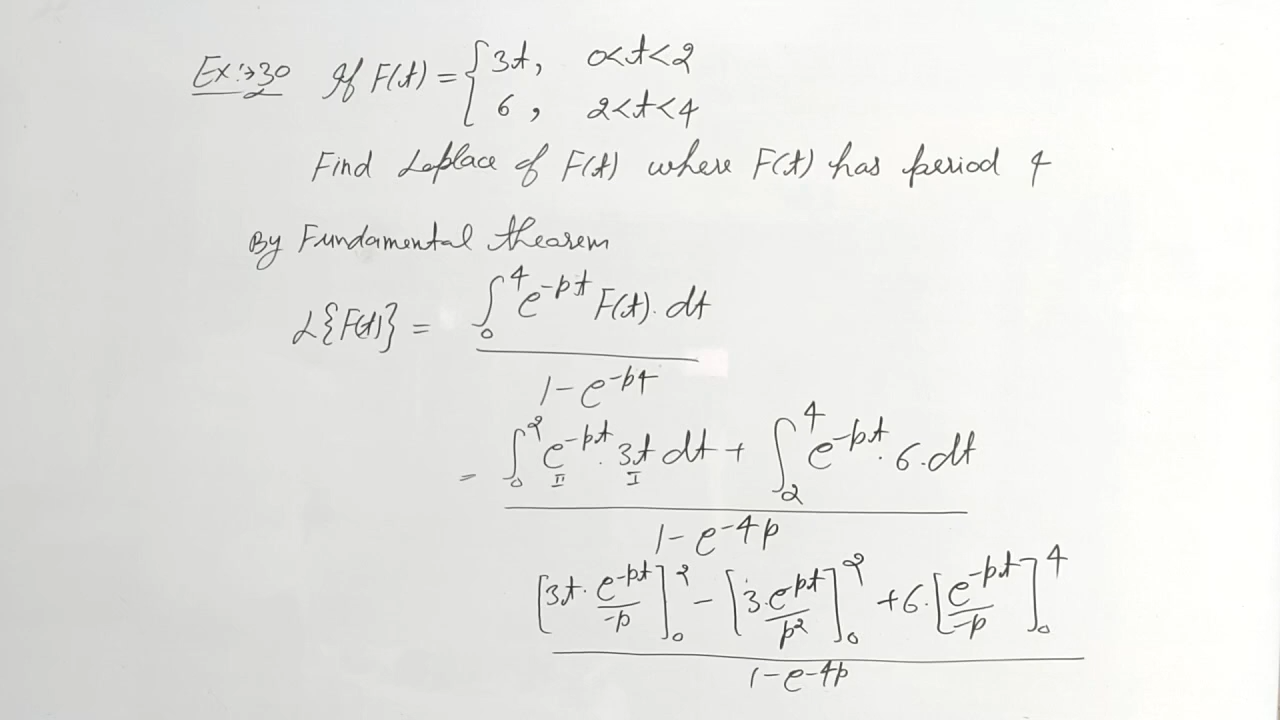 Ex:→30 If F(t) = { 3t, 0<t<2
6, 2<t<4
Find Laplace of F(t) where F(t) has period 4
By Fundamental theorem
L{F(t)} = ∫₀⁴ e^{-pt} F(t). dt
1 - e^{-p4}
= ∫₀² e^{-pt} . 3t dt + ∫₂⁴ e^{-pt} . 6. dt
II I
1 - e^{-4p}
[3t. e^{-pt}/-p]₀² - [3. e^{-pt}/p²]₀² + 6. [e^{-pt}/-p]₀⁴
1 - e^{-4p}